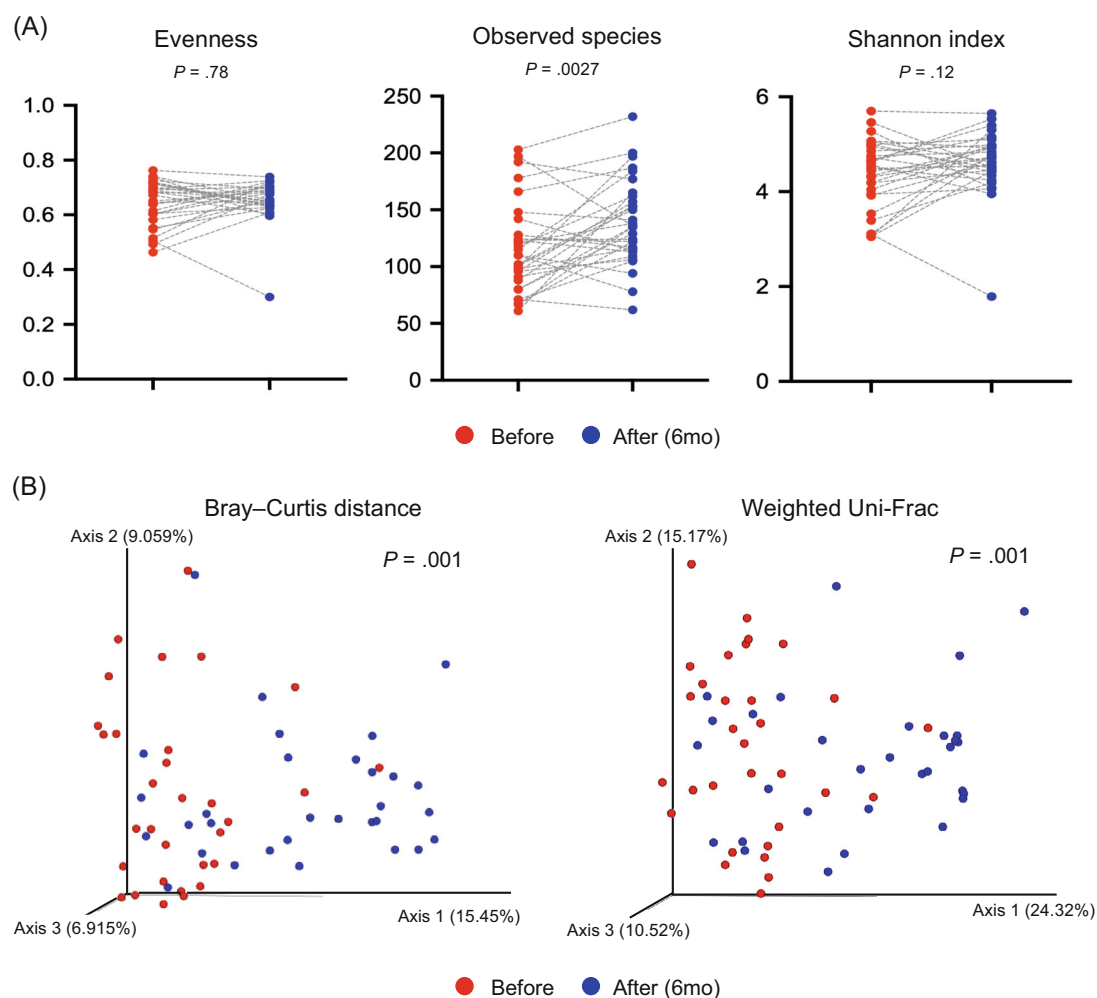 (A)
Evenness
P = .78
1.0
0.8
0.6
0.4
0.2
0.0
Observed species
P = .0027
250
200
150
100
50
0
Shannon index
P = .12
6
4
2
0
Before After (6mo)
(B)
Bray–Curtis distance
Axis 2 (9.059%)
P = .001
Axis 1 (15.45%)
Axis 3 (6.915%)
Weighted Uni-Frac
Axis 2 (15.17%)
P = .001
Axis 1 (24.32%)
Axis 3 (10.52%)
Before After (6mo)